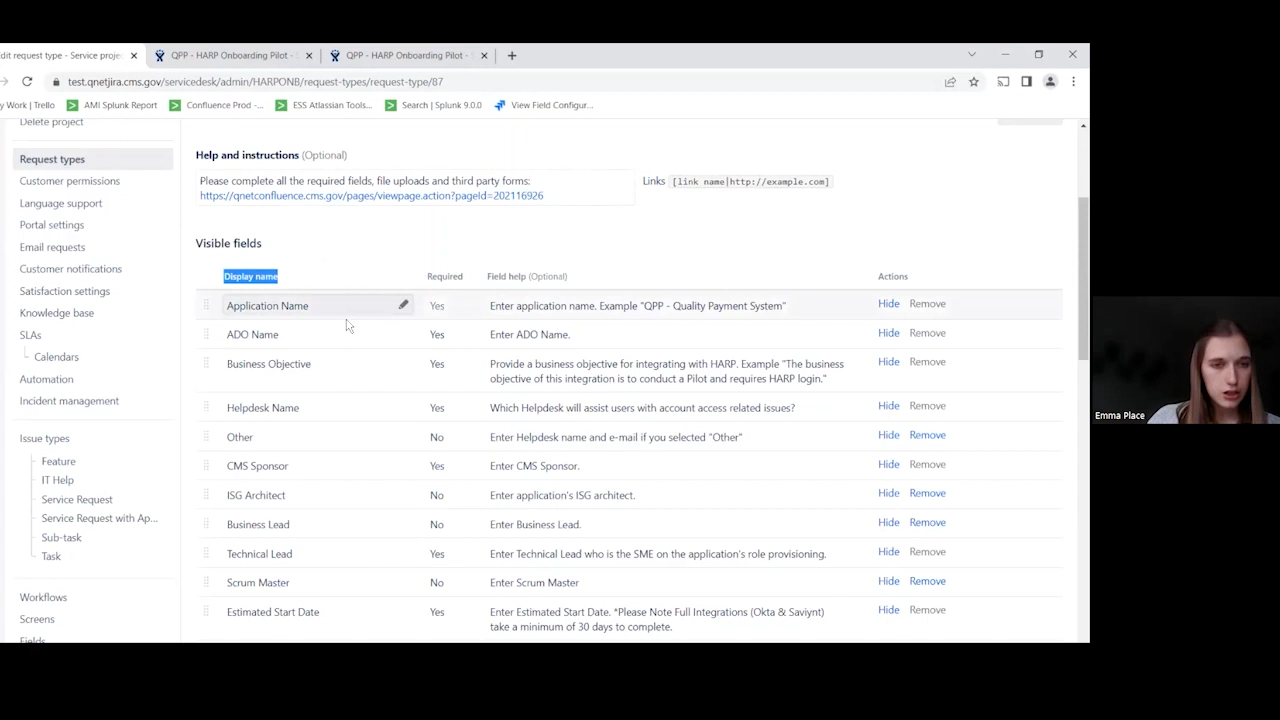 Edit request type - Service proje
QPP - HARP Onboarding Pilot -
QPP - HARP Onboarding Pilot -
test.qnetjira.cms.gov/servicedesk/admin/HARPONB/request-types/request-type/87
y Work | Trello
AMI Splunk Report
Confluence Prod -...
ESS Atlassian Tools...
Search | Splunk 9.0.0
View Field Configur...
Delete project
Request types
Customer permissions
Language support
Portal settings
Email requests
Customer notifications
Satisfaction settings
Knowledge base
SLAs
Calendars
Automation
Incident management
Issue types
Feature
IT Help
Service Request
Service Request with Ap...
Sub-task
Task
Workflows
Screens
Fields
Help and instructions (Optional)
Please complete all the required fields, file uploads and third party forms:
https://qnetconfluence.cms.gov/pages/viewpage.action?pageId=202116926
Links [link name|http://example.com]
Visible fields
Display name Required Field help (Optional) Actions
Application Name Yes Enter application name. Example "QPP - Quality Payment System" Hide Remove
ADO Name Yes Enter ADO Name. Hide Remove
Business Objective Yes Provide a business objective for integrating with HARP. Example "The business Hide Remove
objective of this integration is to conduct a Pilot and requires HARP login."
Helpdesk Name Yes Which Helpdesk will assist users with account access related issues? Hide Remove
Other No Enter Helpdesk name and e-mail if you selected "Other" Hide Remove
CMS Sponsor Yes Enter CMS Sponsor. Hide Remove
ISG Architect No Enter application's ISG architect. Hide Remove
Business Lead No Enter Business Lead. Hide Remove
Technical Lead Yes Enter Technical Lead who is the SME on the application's role provisioning. Hide Remove
Scrum Master No Enter Scrum Master Hide Remove
Estimated Start Date Yes Enter Estimated Start Date. *Please Note Full Integrations (Okta & Saviynt) Hide Remove
take a minimum of 30 days to complete.
Emma Place